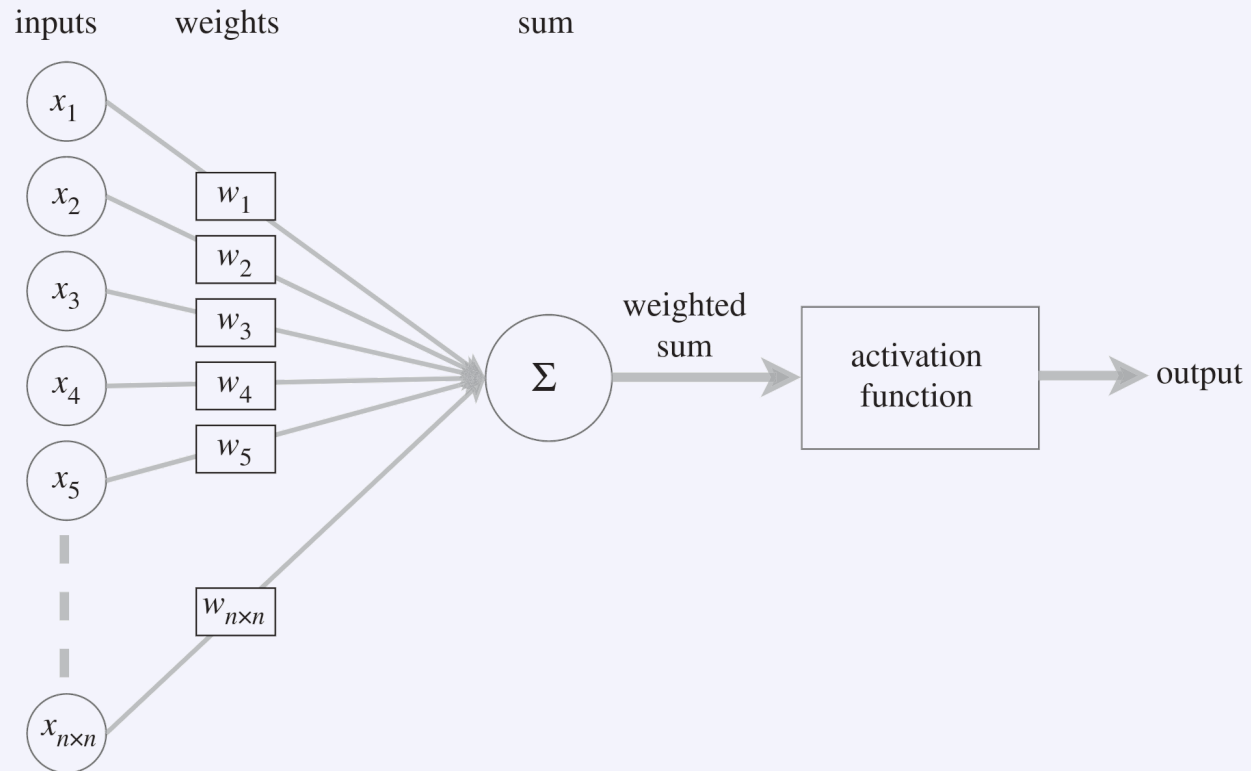 inputs weights sum
x1
x2
x3
x4
x5
xn×n
w1
w2
w3
w4
w5
wn×n
Σ
weighted
sum
activation
function
output